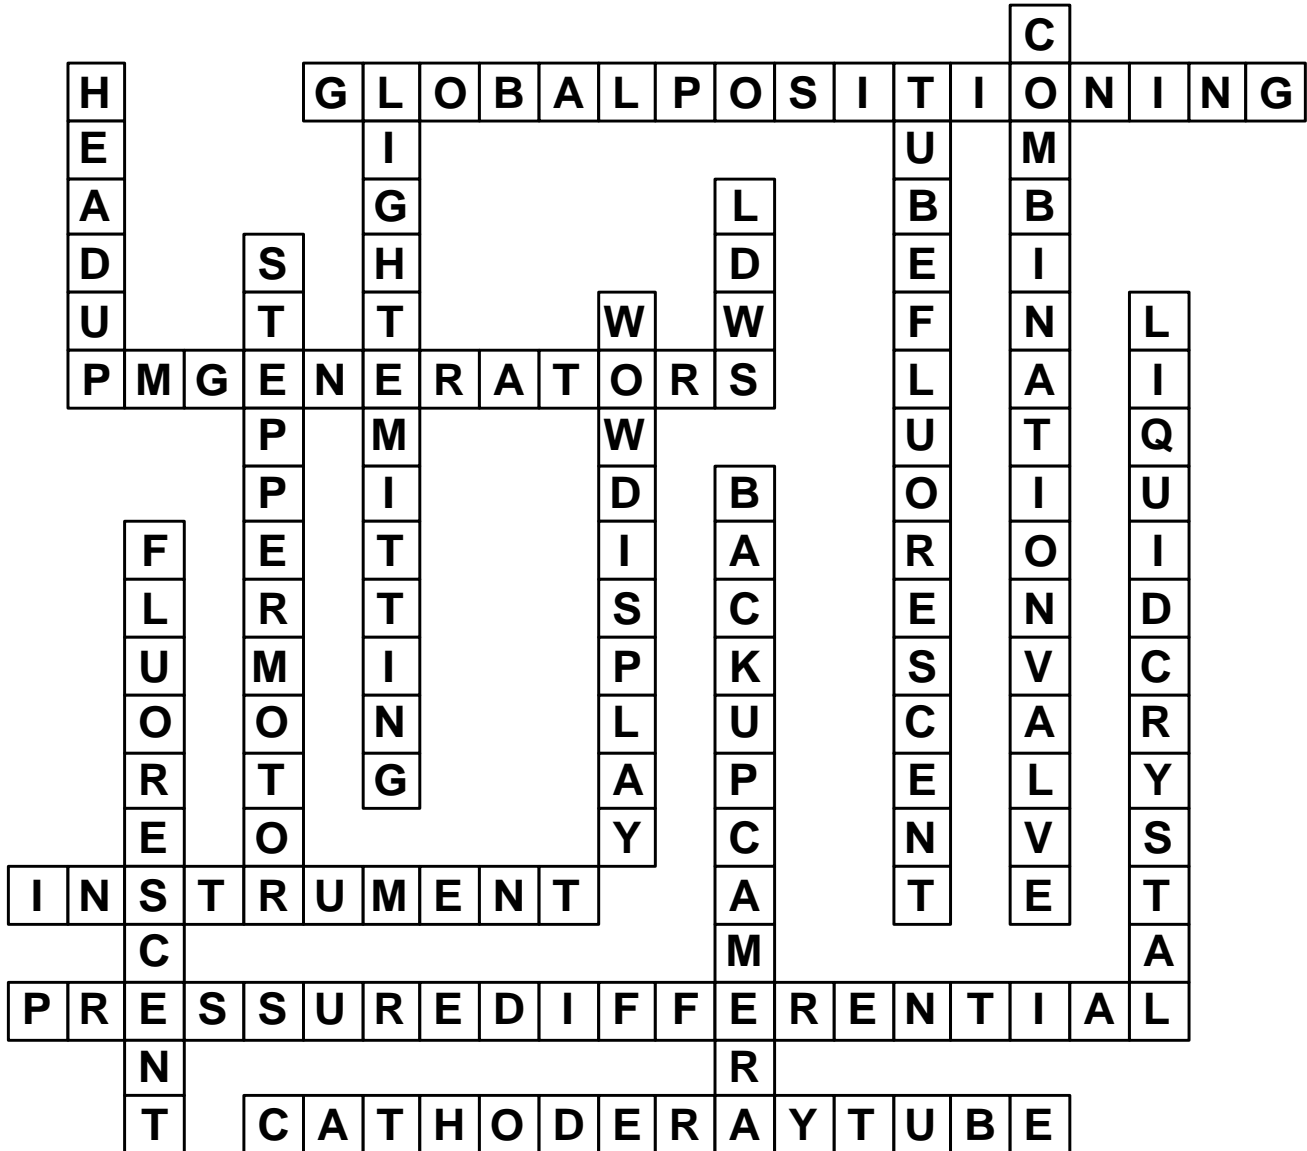 COMBINATIONVALVE
HEADUP
GLOBALPOSITIONING
LIGHTEMITTING
TUBEFLUORESCENT
LDWS
STEPPERMOTOR
WOWDISPLAY
LIQUIDCRYSTAL
PMGENERATORS
BACKUPCAMERA
FLUORESCENT
INSTRUMENT
PRESSUREDIFFERENTIAL
CATHODERAYTUBE